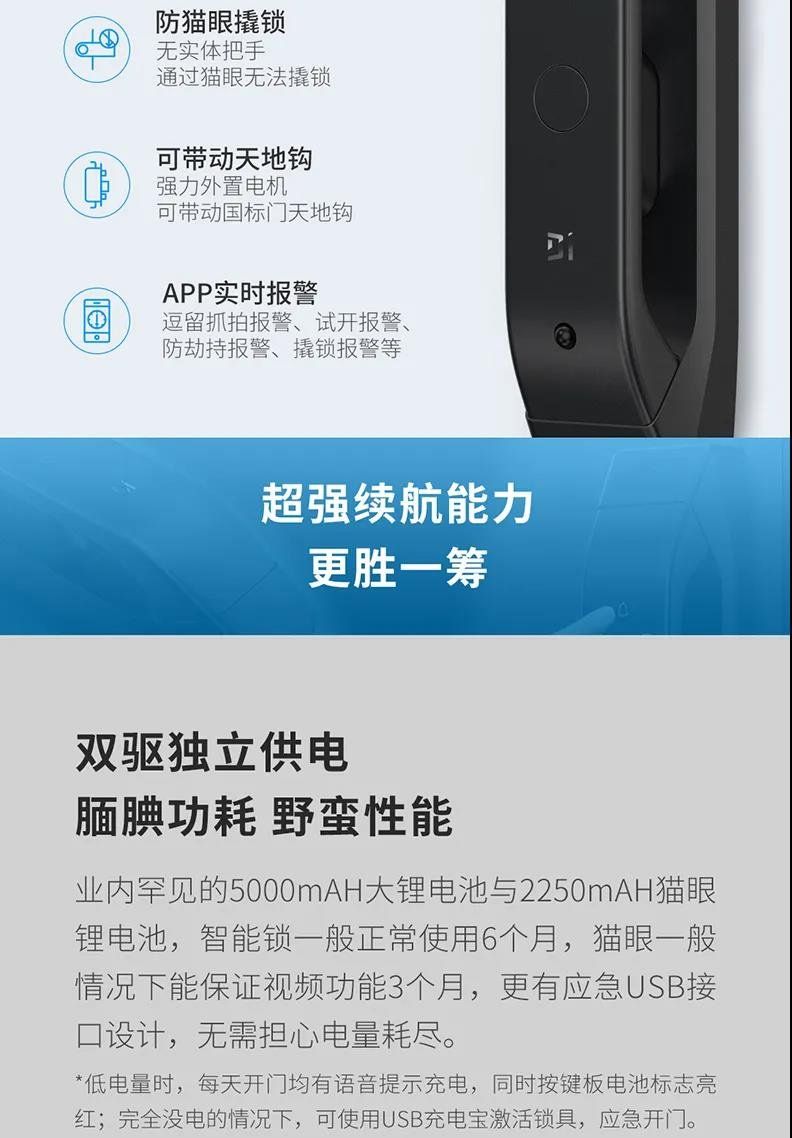 防猫眼撬锁
无实体把手
通过猫眼无法撬锁
可带动天地钩
强力外置电机
可带动国标门天地钩
APP实时报警
逗留抓拍报警、试开报警、
防劫持报警、撬锁报警等
超强续航能力
更胜一筹
双驱独立供电
腼腆功耗 野蛮性能
业内罕见的5000mAH大锂电池与2250mAH猫眼
锂电池，智能锁一般正常使用6个月，猫眼一般
情况下能保证视频功能3个月，更有应急USB接
口设计，无需担心电量耗尽。
*低电量时，每天开门均有语音提示充电，同时按键板电池标志亮
红；完全没电的情况下，可使用USB充电宝激活锁具，应急开门。